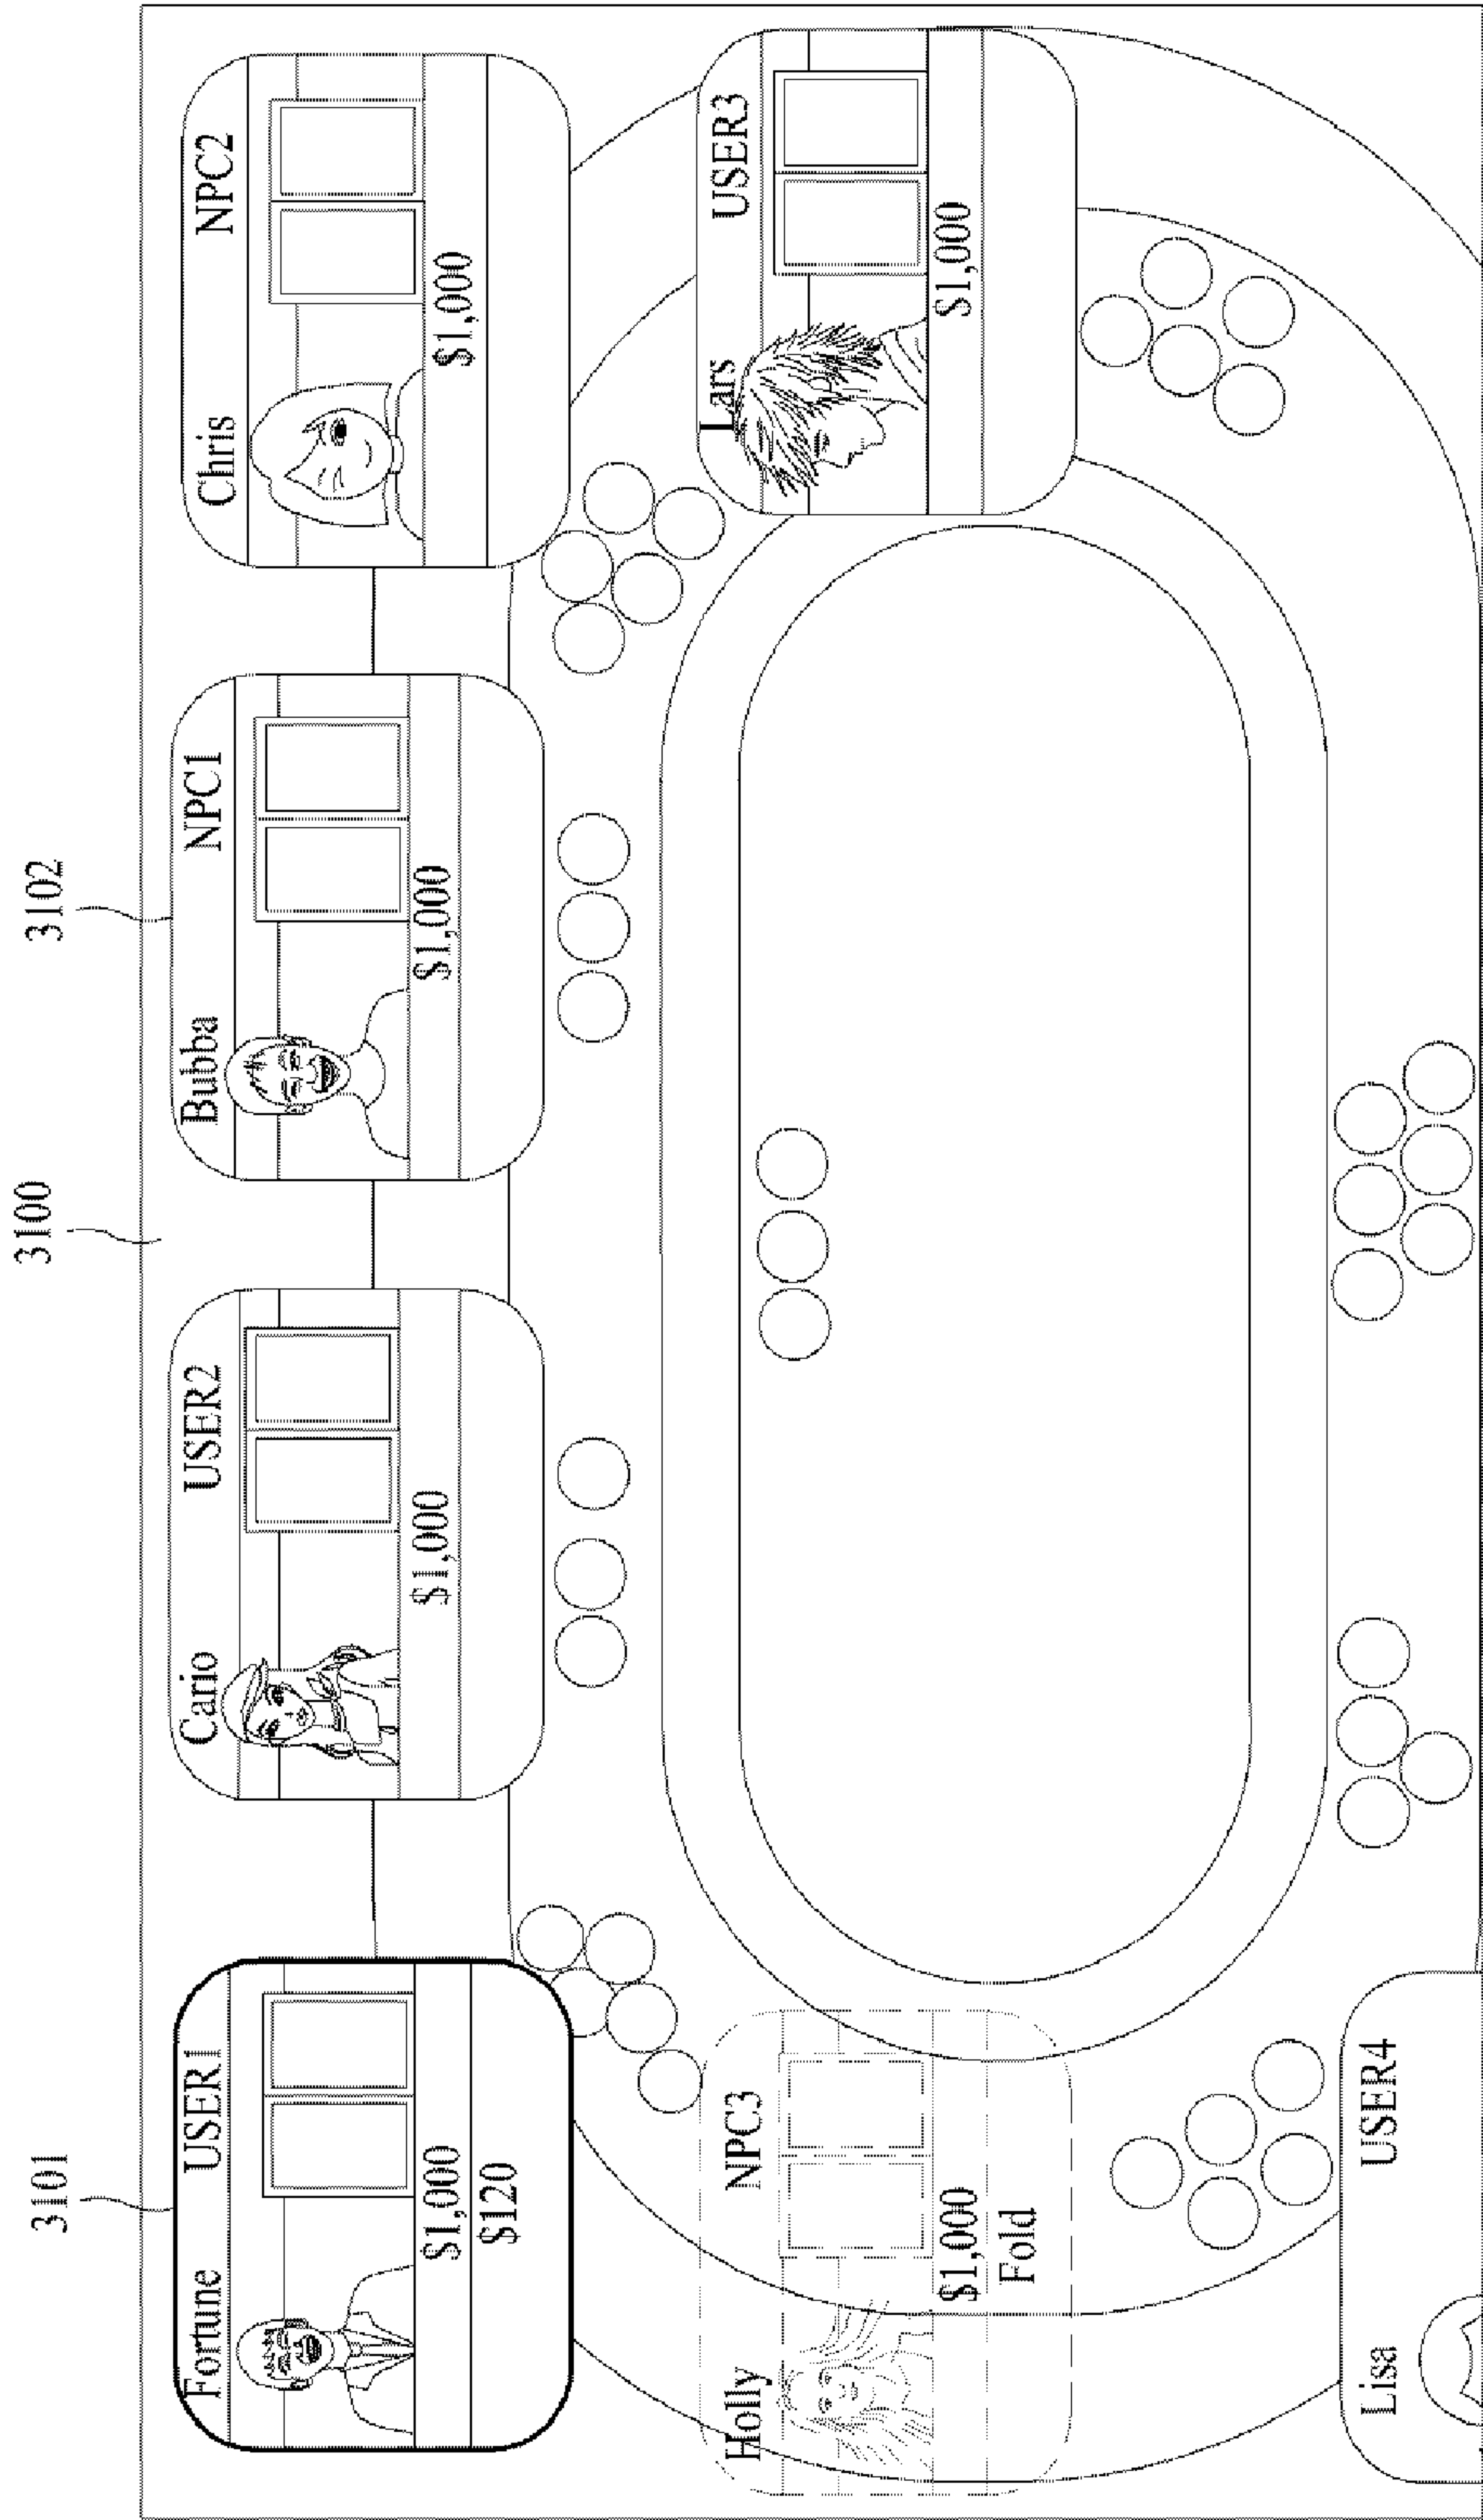 3101
3100
3102
Fortune USER1
$1,000
$120
Cario USER2
$1,000
Bubba NPC1
$1,000
Chris NPC2
$1,000
Holly NPC3
$1,000
Fold
Lars USER3
$1,000
Lisa USER4